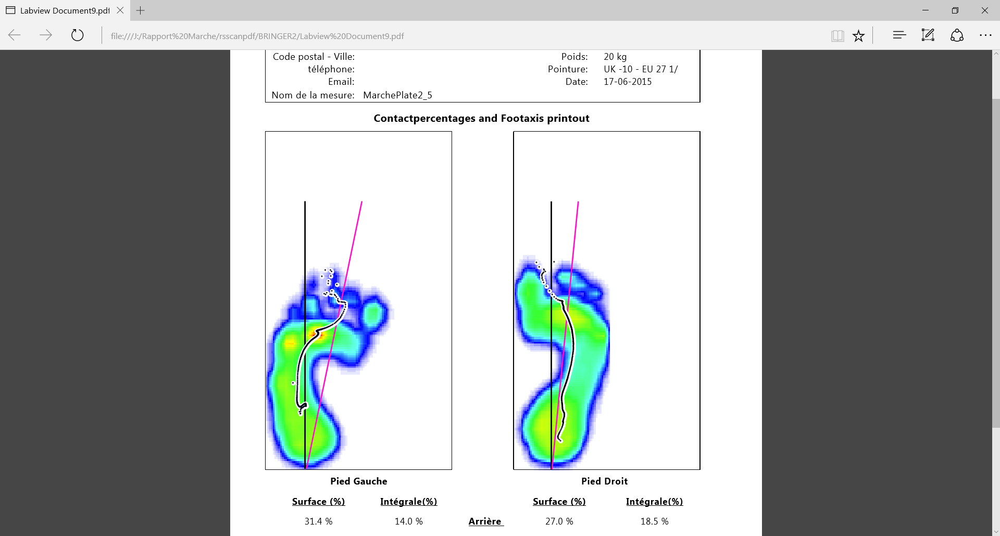 Labview Document9.pdf
file:///J:/Rapport%20Marche/rsscanpdf/BRINGER2/Labview%20Document9.pdf
Code postal - Ville:
Poids: 20 kg
téléphone:
Pointure: UK -10 - EU 27 1/
Email:
Date: 17-06-2015
Nom de la mesure: MarchePlate2_5
Contactpercentages and Footaxis printout
Pied Gauche
Pied Droit
Surface (%) Intégrale(%) Surface (%) Intégrale(%)
31.4 % 14.0 % Arrière 27.0 % 18.5 %